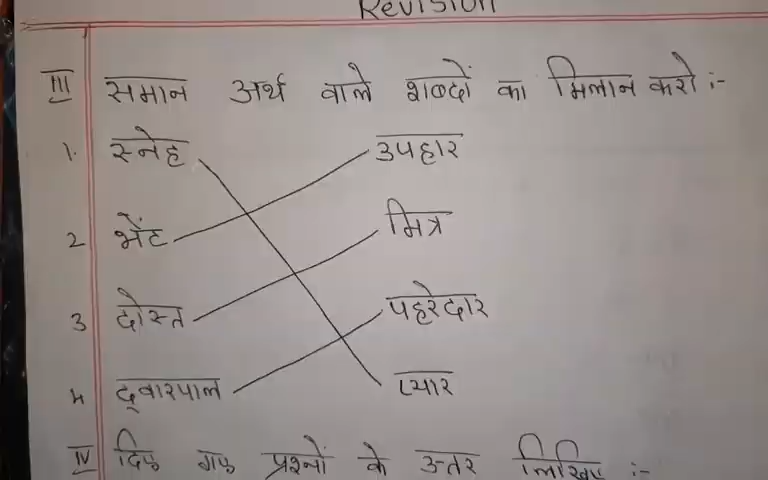 Revision
III समान अर्थ वाले शब्दों का मिलान करो :-
1. स्नेह उपहार
2 भेंट मित्र
3 दोस्त पहरेदार
4 द्वारपाल प्यार
IV दिए गए प्रश्नों के उत्तर लिखिए :-